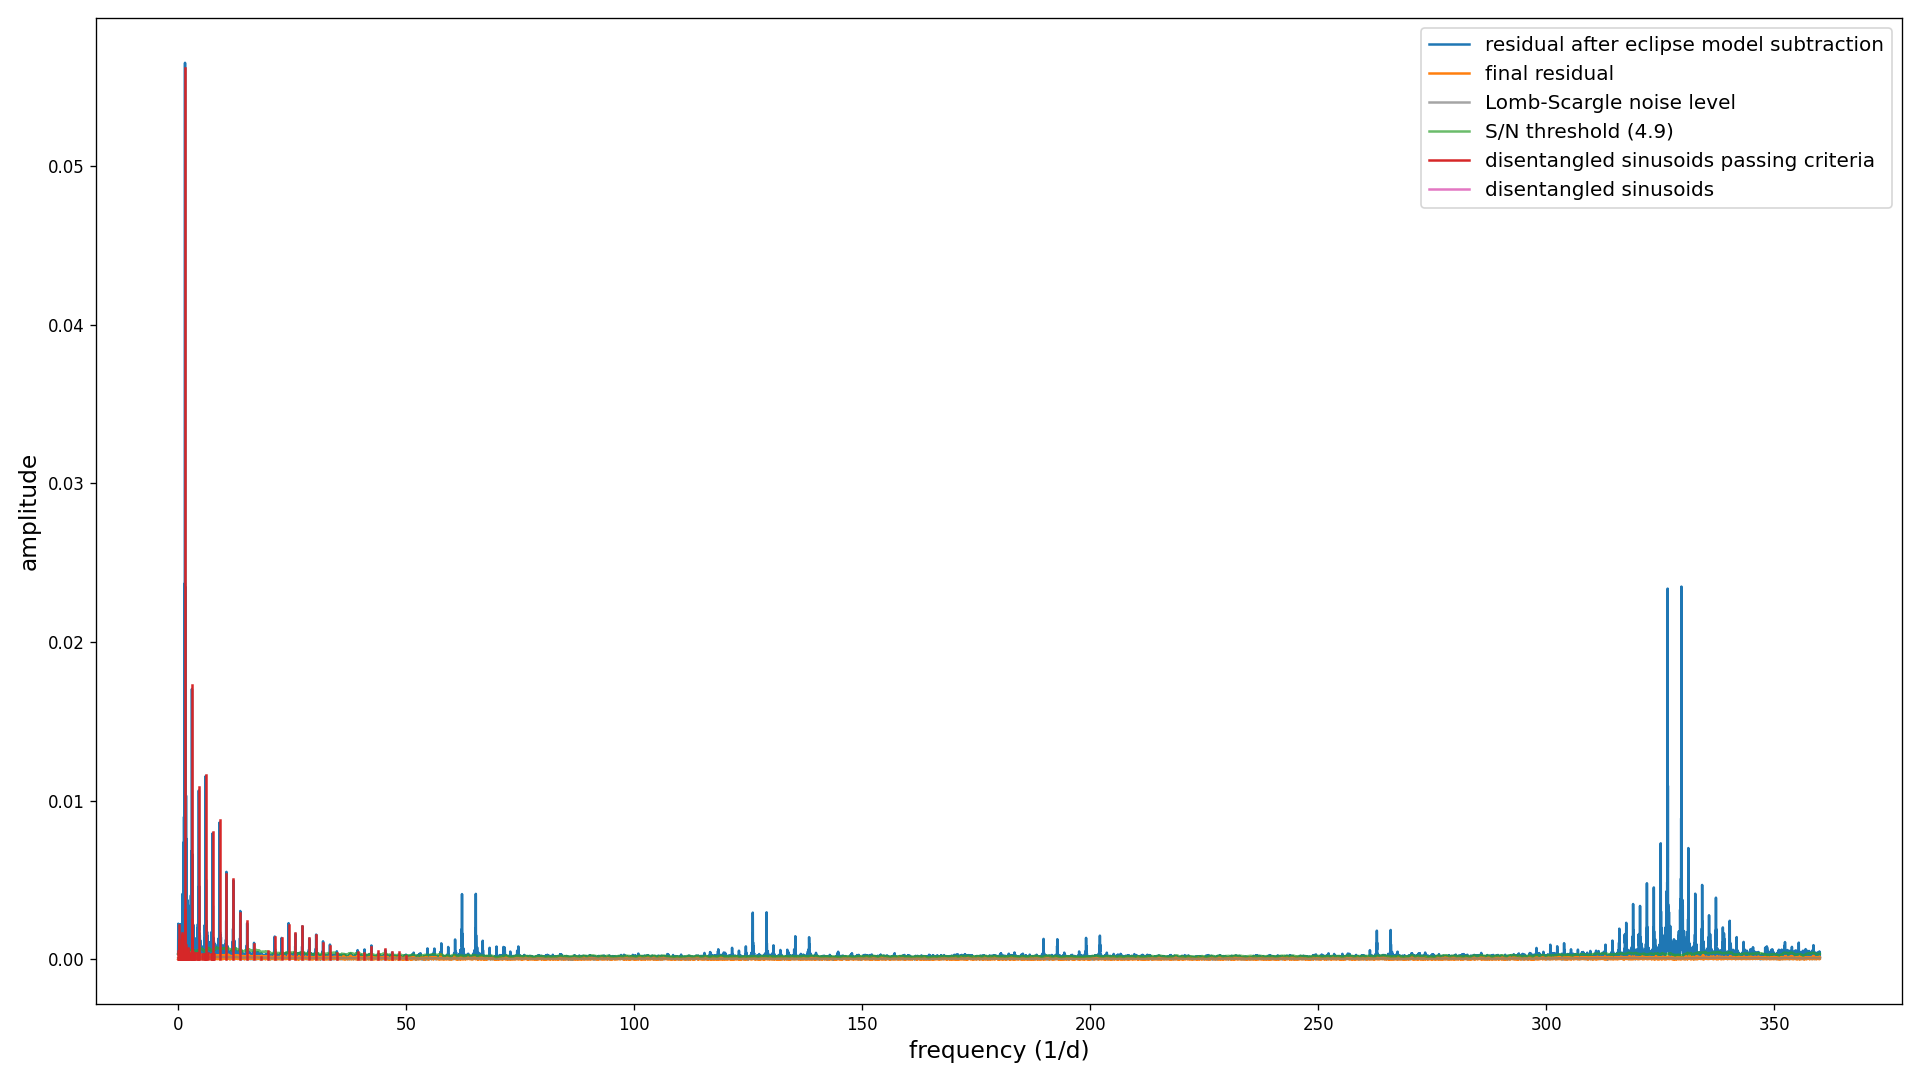 residual after eclipse model subtraction
final residual
Lomb-Scargle noise level
S/N threshold (4.9)
disentangled sinusoids passing criteria
disentangled sinusoids
0.05
0.04
0.03
0.02
0.01
0.00
amplitude
0 50 100 150 200 250 300 350
frequency (1/d)